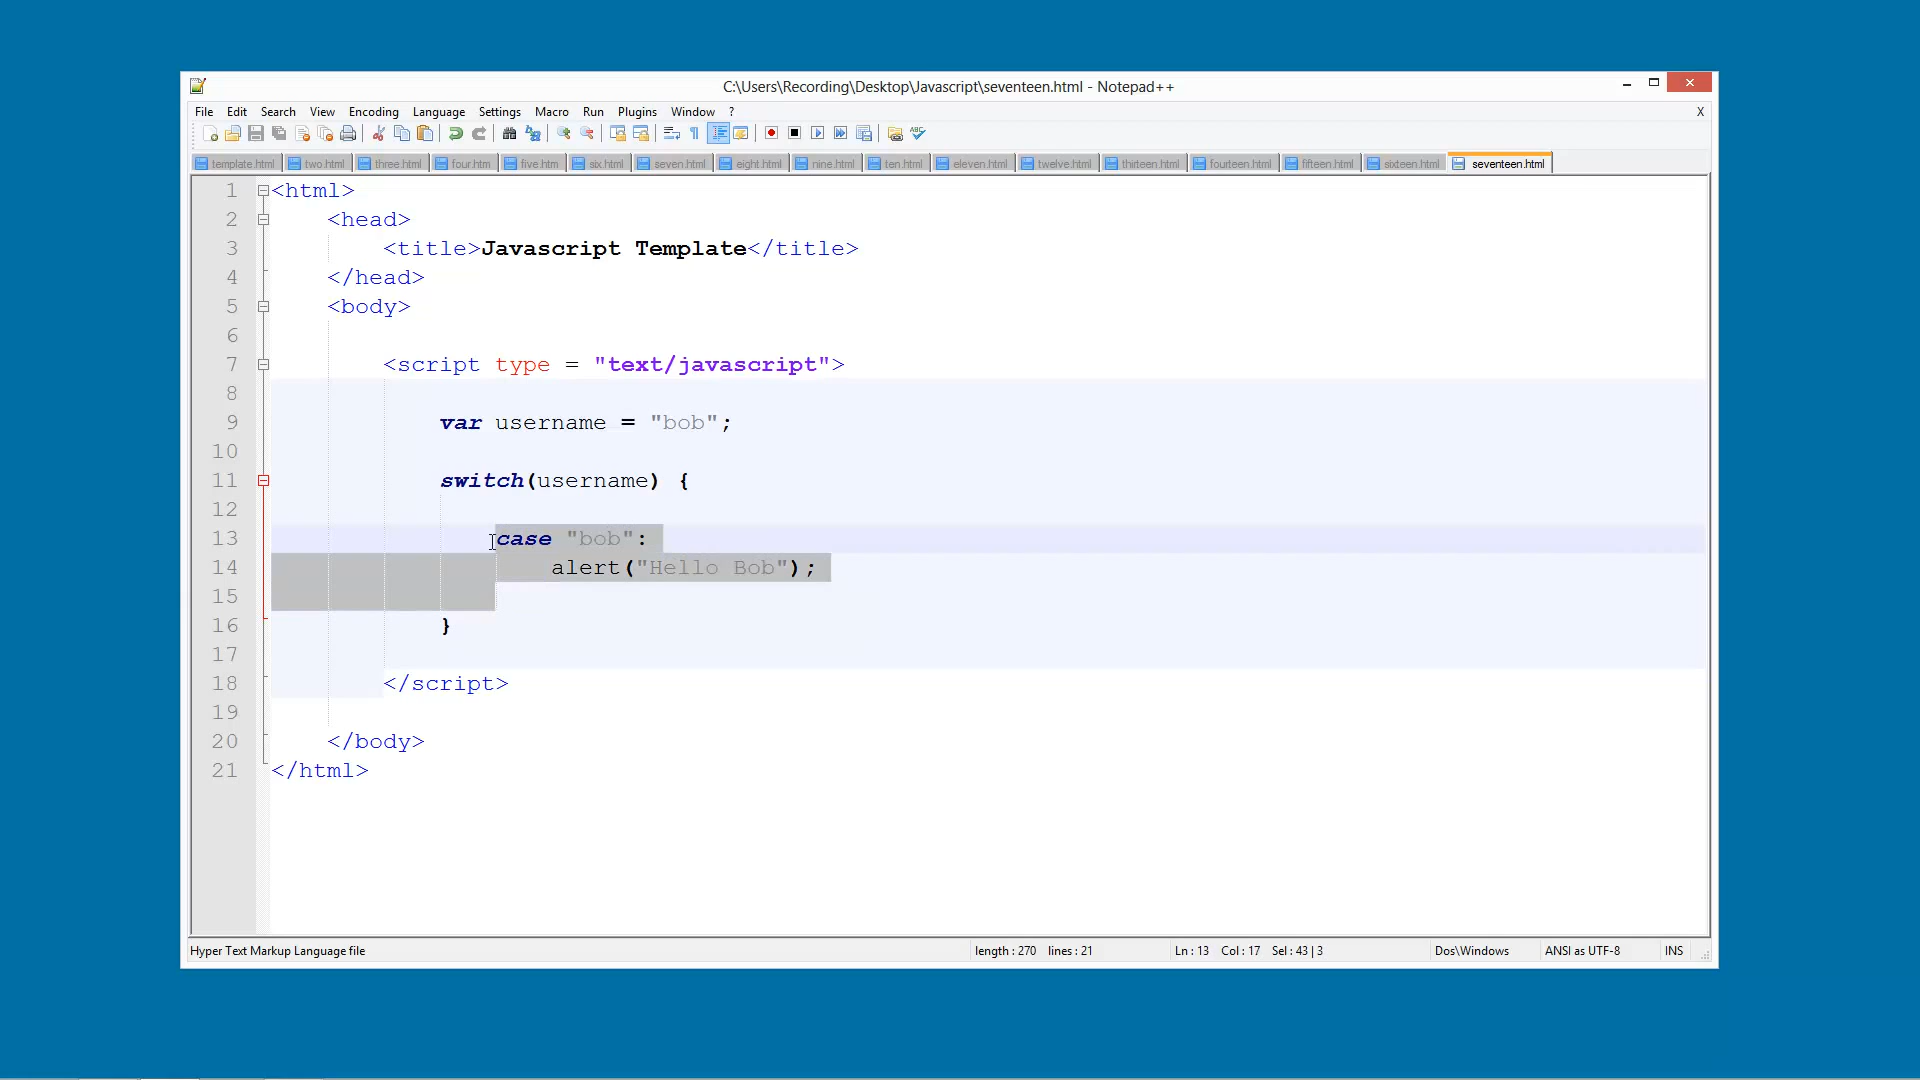 C:\Users\Recording\Desktop\Javascript\seventeen.html - Notepad++
File Edit Search View Encoding Language Settings Macro Run Plugins Window ? X
template.html two.html three.html four.htm five.htm six.html seven.html eight.html nine.html ten.html eleven.html twelve.html thirteen.html fourteen.html fifteen.html sixteen.html seventeen.html
1 <html>
2 <head>
3 <title>Javascript Template</title>
4 </head>
5 <body>
6
7 <script type = "text/javascript">
8
9 var username = "bob";
10
11 switch(username) {
12
13 case "bob":
14 alert("Hello Bob");
15
16 }
17
18 </script>
19
20 </body>
21 </html>
Hyper Text Markup Language file length : 270 lines : 21 Ln : 13 Col : 17 Sel : 43 | 3 Dos\Windows ANSI as UTF-8 INS